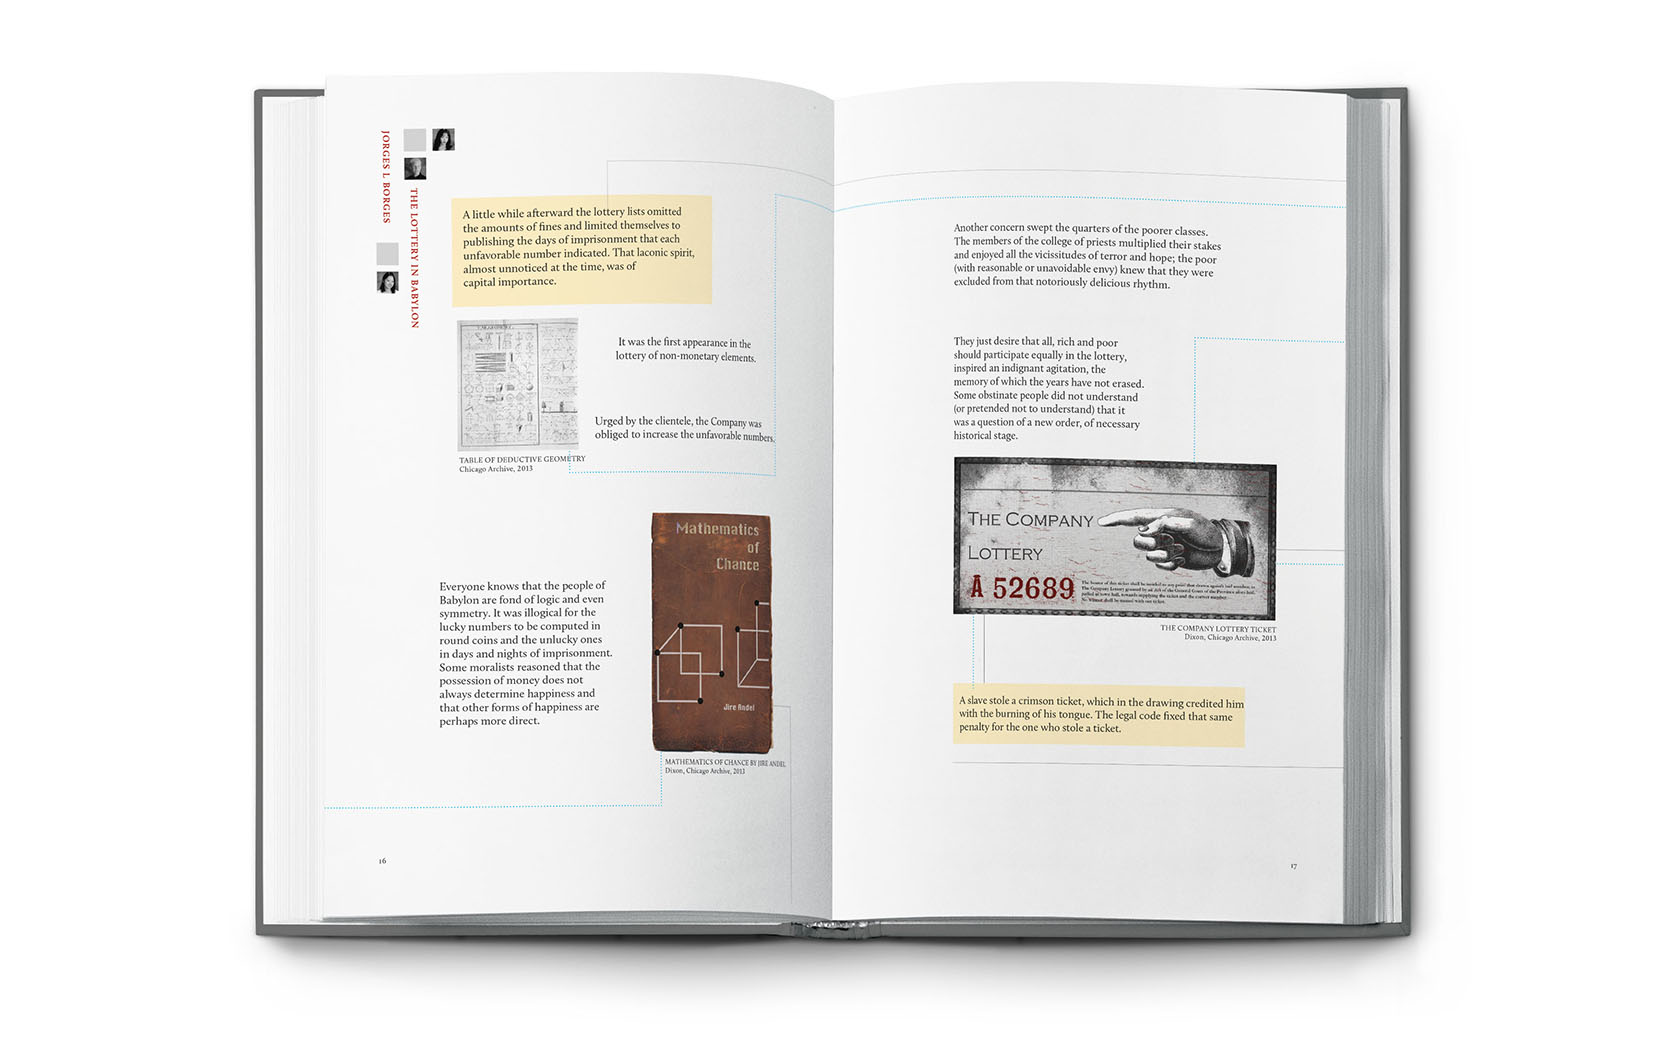 JORGES L BORGES
THE LOTTERY IN BABYLON
A little while afterward the lottery lists omitted
the amounts of fines and limited themselves to
publishing the days of imprisonment that each
unfavorable number indicated. That laconic spirit,
almost unnoticed at the time, was of
capital importance.
It was the first appearance in the
lottery of non-monetary elements.
Urged by the clientele, the Company was
obliged to increase the unfavorable numbers.
TABLE OF DEDUCTIVE GEOMETRY
Chicago Archive, 2013
Mathematics
of
Chance
Jire Andel
MATHEMATICS OF CHANCE BY JIRE ANDEL
Dixon, Chicago Archive, 2013
Everyone knows that the people of
Babylon are fond of logic and even
symmetry. It was illogical for the
lucky numbers to be computed in
round coins and the unlucky ones
in days and nights of imprisonment.
Some moralists reasoned that the
possession of money does not
always determine happiness and
that other forms of happiness are
perhaps more direct.
16
Another concern swept the quarters of the poorer classes.
The members of the college of priests multiplied their stakes
and enjoyed all the vicissitudes of terror and hope; the poor
(with reasonable or unavoidable envy) knew that they were
excluded from that notoriously delicious rhythm.
They just desire that all, rich and poor
should participate equally in the lottery,
inspired an indignant agitation, the
memory of which the years have not erased.
Some obstinate people did not understand
(or pretended not to understand) that it
was a question of a new order, of necessary
historical stage.
THE COMPANY
LOTTERY
A 52689
THE COMPANY LOTTERY TICKET
Dixon, Chicago Archive, 2013
A slave stole a crimson ticket, which in the drawing credited him
with the burning of his tongue. The legal code fixed that same
penalty for the one who stole a ticket.
17